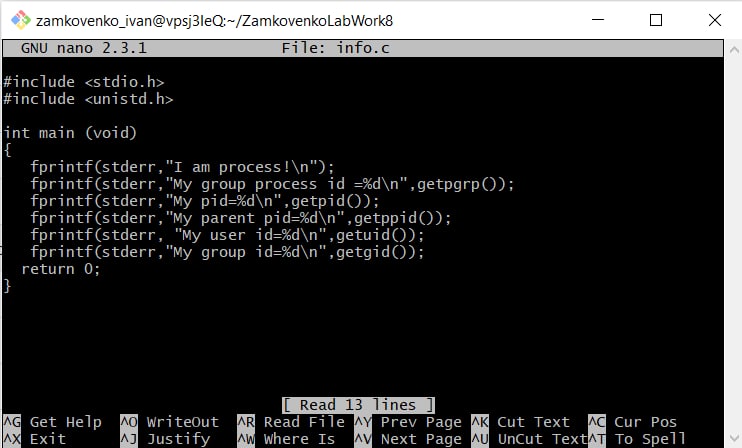 zamkovenko_ivan@vpsj3IeQ:~/ZamkovenkoLabWork8
GNU nano 2.3.1 File: info.c
#include <stdio.h>
#include <unistd.h>
int main (void)
{
fprintf(stderr,"I am process!\n");
fprintf(stderr,"My group process id =%d\n",getpgrp());
fprintf(stderr,"My pid=%d\n",getpid());
fprintf(stderr,"My parent pid=%d\n",getppid());
fprintf(stderr, "My user id=%d\n",getuid());
fprintf(stderr,"My group id=%d\n",getgid());
return 0;
}
[ Read 13 lines ]
^G Get Help ^O WriteOut ^R Read File ^Y Prev Page ^K Cut Text ^C Cur Pos
^X Exit ^J Justify ^W Where Is ^V Next Page ^U UnCut Text^T To Spell